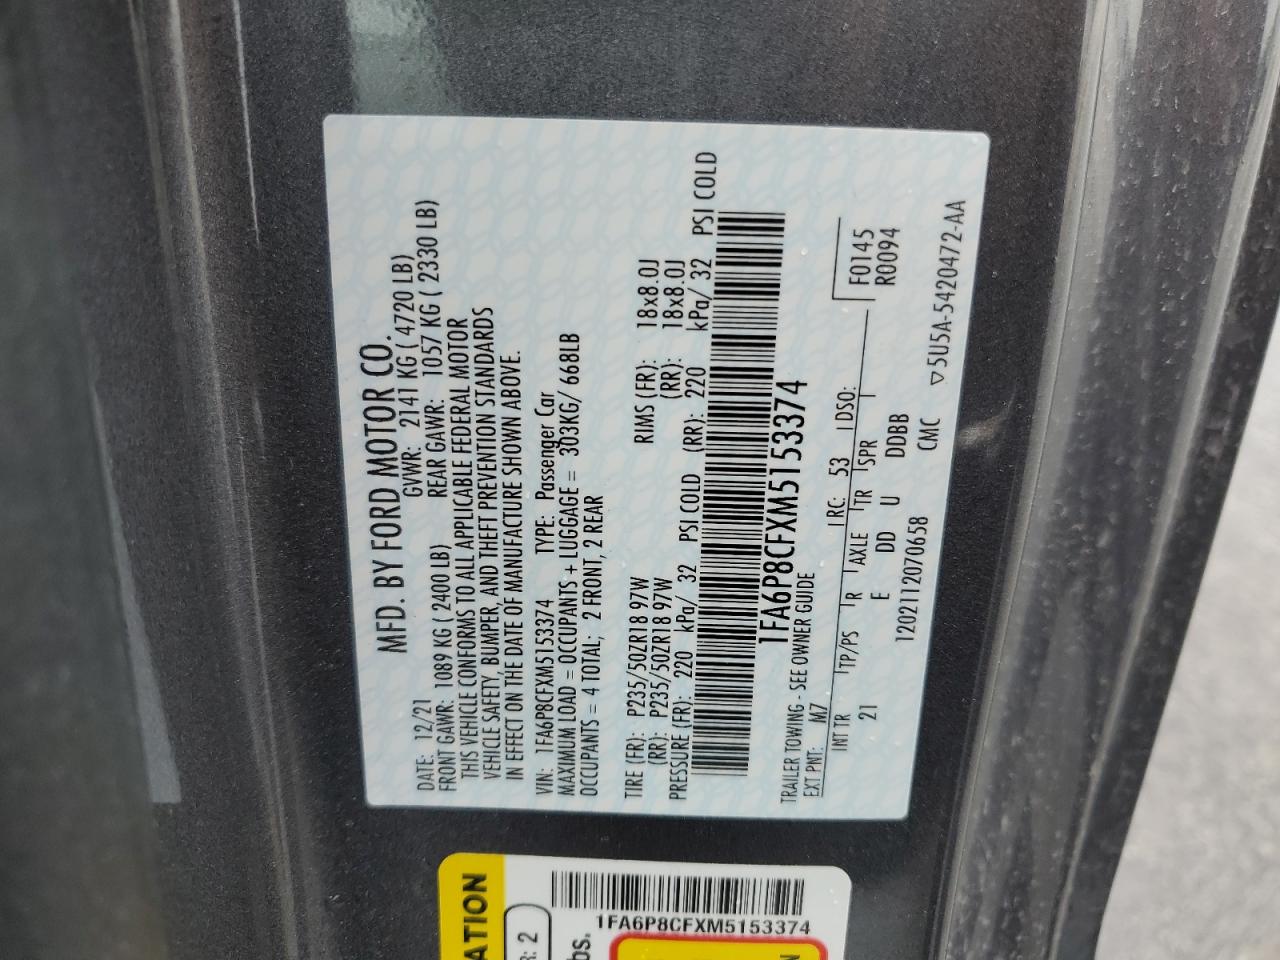 MFD. BY FORD MOTOR CO.
DATE: 12/21 GVWR: 2141 KG ( 4720 LB)
FRONT GAWR: 1089 KG ( 2400 LB) REAR GAWR: 1057 KG ( 2330 LB)
THIS VEHICLE CONFORMS TO ALL APPLICABLE FEDERAL MOTOR
VEHICLE SAFETY, BUMPER, AND THEFT PREVENTION STANDARDS
IN EFFECT ON THE DATE OF MANUFACTURE SHOWN ABOVE.
VIN: 1FA6P8CFXM5153374 TYPE: Passenger Car
MAXIMUM LOAD = OCCUPANTS + LUGGAGE = 303KG/ 668LB
OCCUPANTS = 4 TOTAL; 2 FRONT, 2 REAR
TIRE (FR): P235/50ZR18 97W RIMS (FR): 18x8.0J
(RR): P235/50ZR18 97W (RR): 18x8.0J
PRESSURE (FR): 220 kPa/ 32 PSI COLD (RR): 220 kPa/ 32 PSI COLD
1FA6P8CFXM5153374
TRAILER TOWING - SEE OWNER GUIDE
EXT PNT: M7 RC: 53 DSO: F0145
R0094
INT TR TP/PS R AXLE TR SPR
21 E DD U DDBB
1202112070658 CMC ▽5U5A-5420472-AA
ATION
R: 2
bs.
1FA6P8CFXM5153374
N